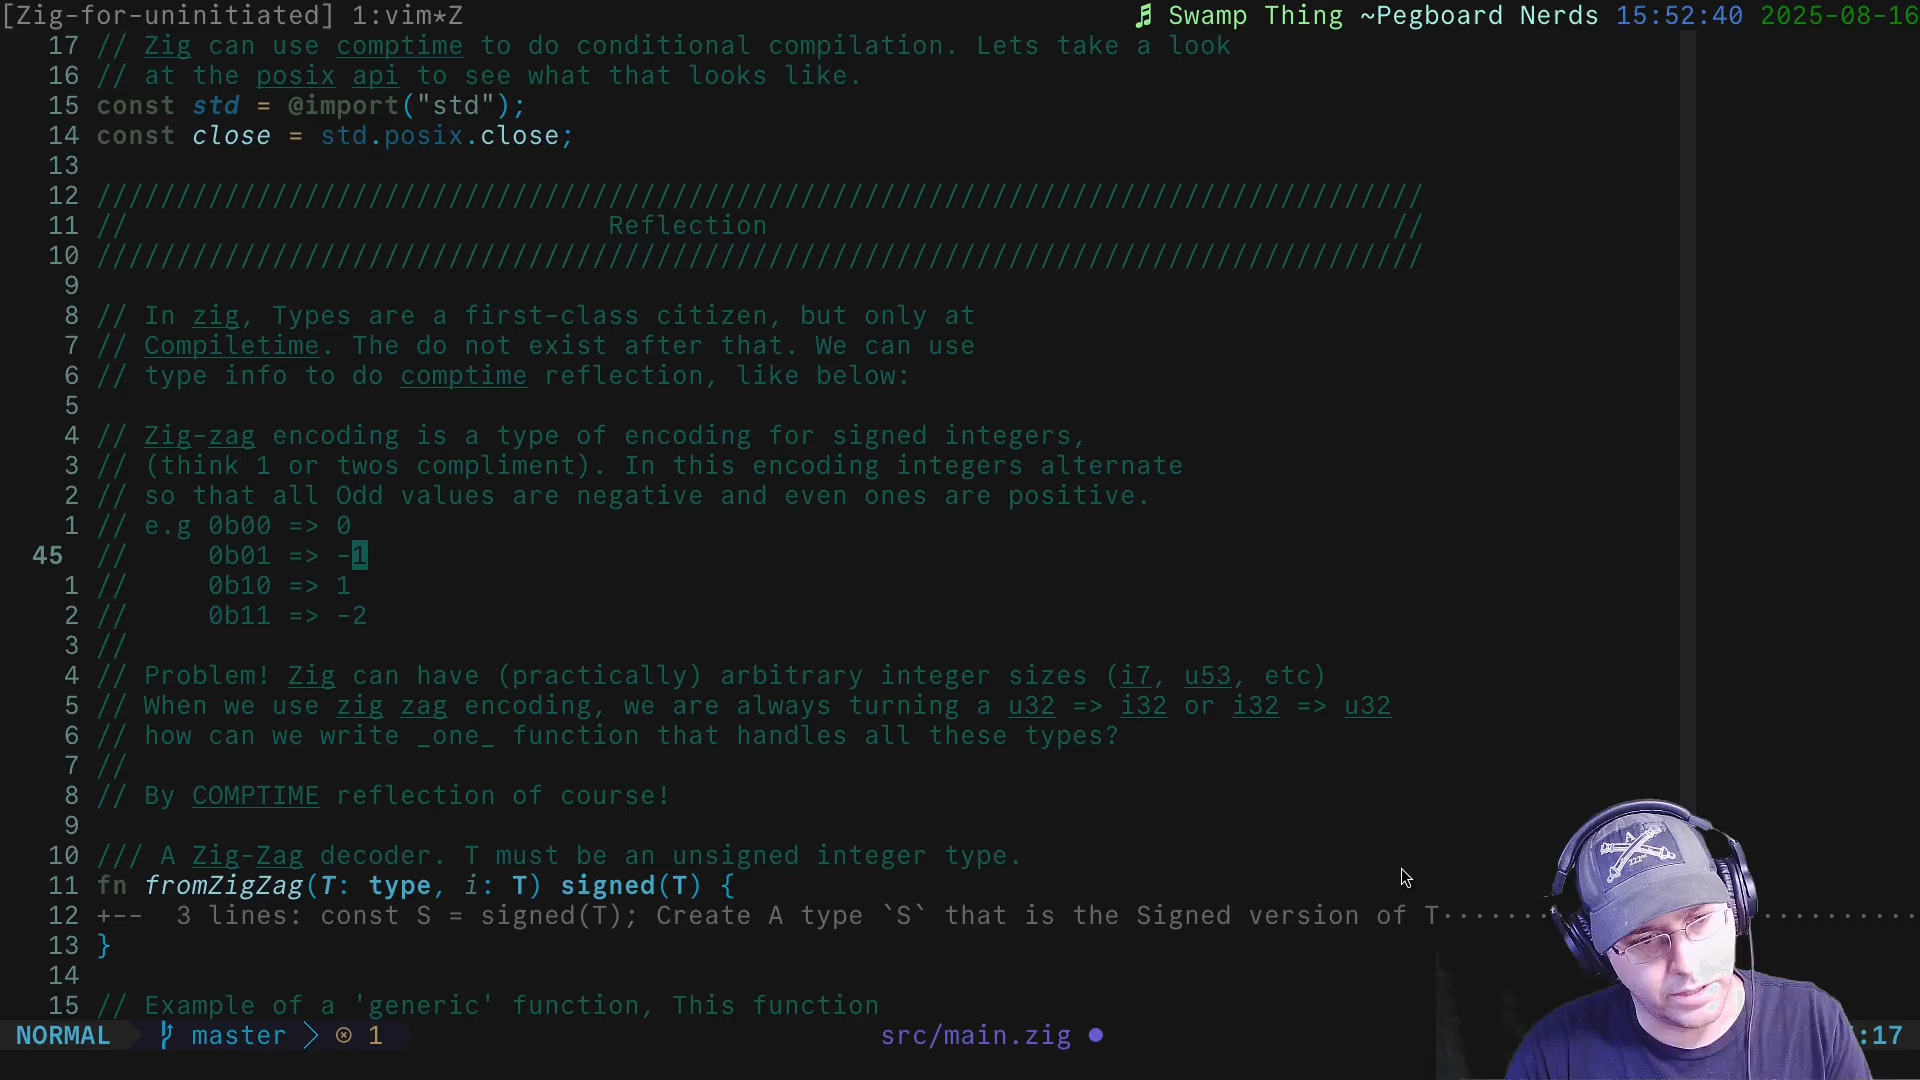 [Zig-for-uninitiated] 1:vim*Z ♬ Swamp Thing ~Pegboard Nerds 15:52:40 2025-08-16
17 // Zig can use comptime to do conditional compilation. Lets take a look
16 // at the posix api to see what that looks like.
15 const std = @import("std");
14 const close = std.posix.close;
13
12 ///////////////////////////////////////////////////////////////////////////////////
11 // Reflection //
10 ///////////////////////////////////////////////////////////////////////////////////
9
8 // In zig, Types are a first-class citizen, but only at
7 // Compiletime. The do not exist after that. We can use
6 // type info to do comptime reflection, like below:
5
4 // Zig-zag encoding is a type of encoding for signed integers,
3 // (think 1 or twos compliment). In this encoding integers alternate
2 // so that all Odd values are negative and even ones are positive.
1 // e.g 0b00 => 0
45 // 0b01 => -1
1 // 0b10 => 1
2 // 0b11 => -2
3 //
4 // Problem! Zig can have (practically) arbitrary integer sizes (i7, u53, etc)
5 // When we use zig zag encoding, we are always turning a u32 => i32 or i32 => u32
6 // how can we write _one_ function that handles all these types?
7 //
8 // By COMPTIME reflection of course!
9
10 /// A Zig-Zag decoder. T must be an unsigned integer type.
11 fn fromZigZag(T: type, i: T) signed(T) {
12 +-- 3 lines: const S = signed(T); Create A type `S` that is the Signed version of T
13 }
14
15 // Example of a 'generic' function, This function
NORMAL master 1 src/main.zig ● :17